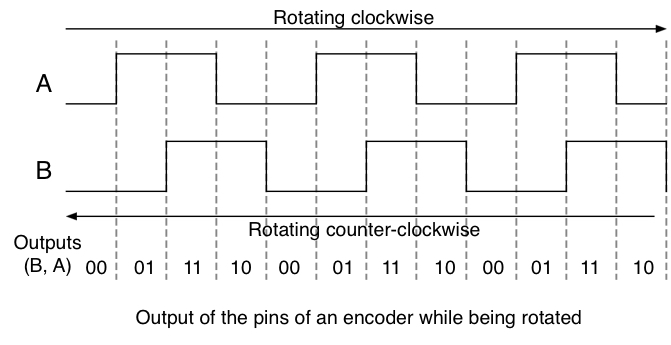 Rotating clockwise
A
B
Rotating counter-clockwise
Outputs
(B, A) 00 01 11 10 00 01 11 10 00 01 11 10
Output of the pins of an encoder while being rotated